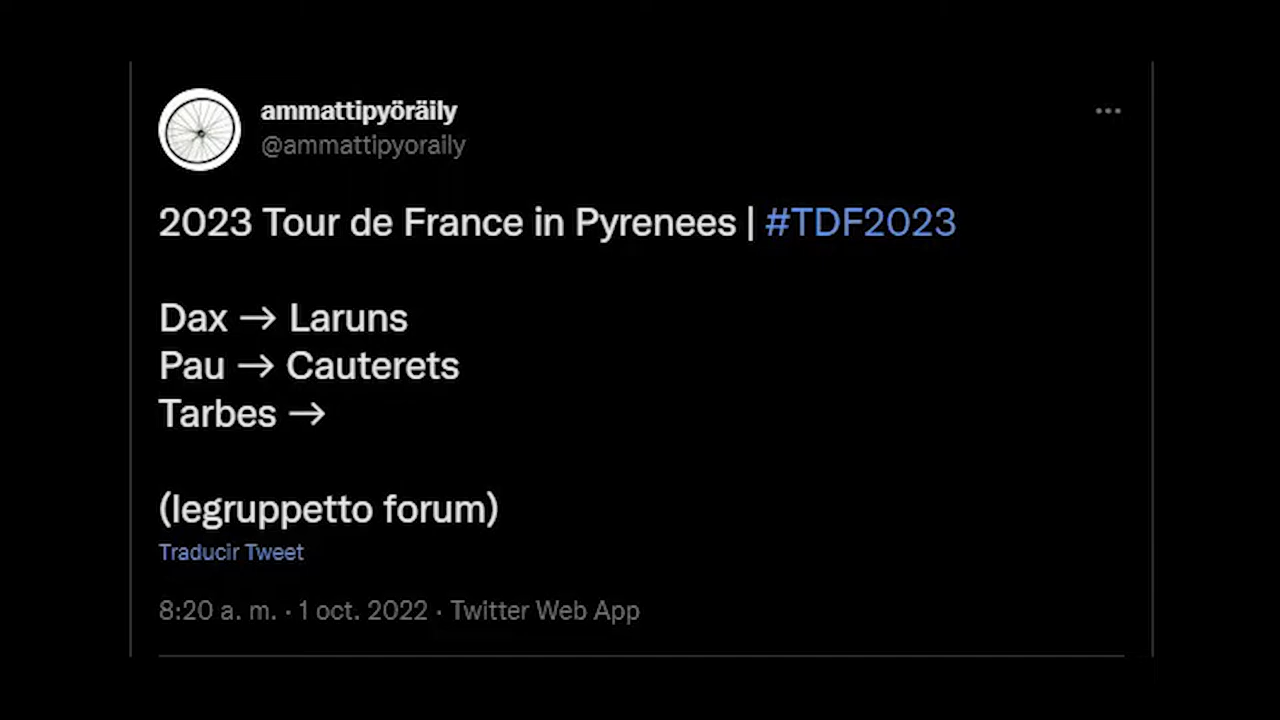 ammattipyöräily
@ammattipyoraily
2023 Tour de France in Pyrenees | #TDF2023
Dax → Laruns
Pau → Cauterets
Tarbes →
(legruppetto forum)
Traducir Tweet
8:20 a. m. · 1 oct. 2022 · Twitter Web App